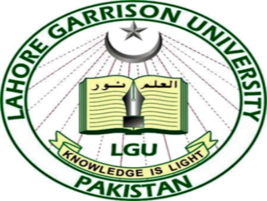 LAHORE GARRISON UNIVERSITY
العلم نور
LGU
KNOWLEDGE IS LIGHT
PAKISTAN